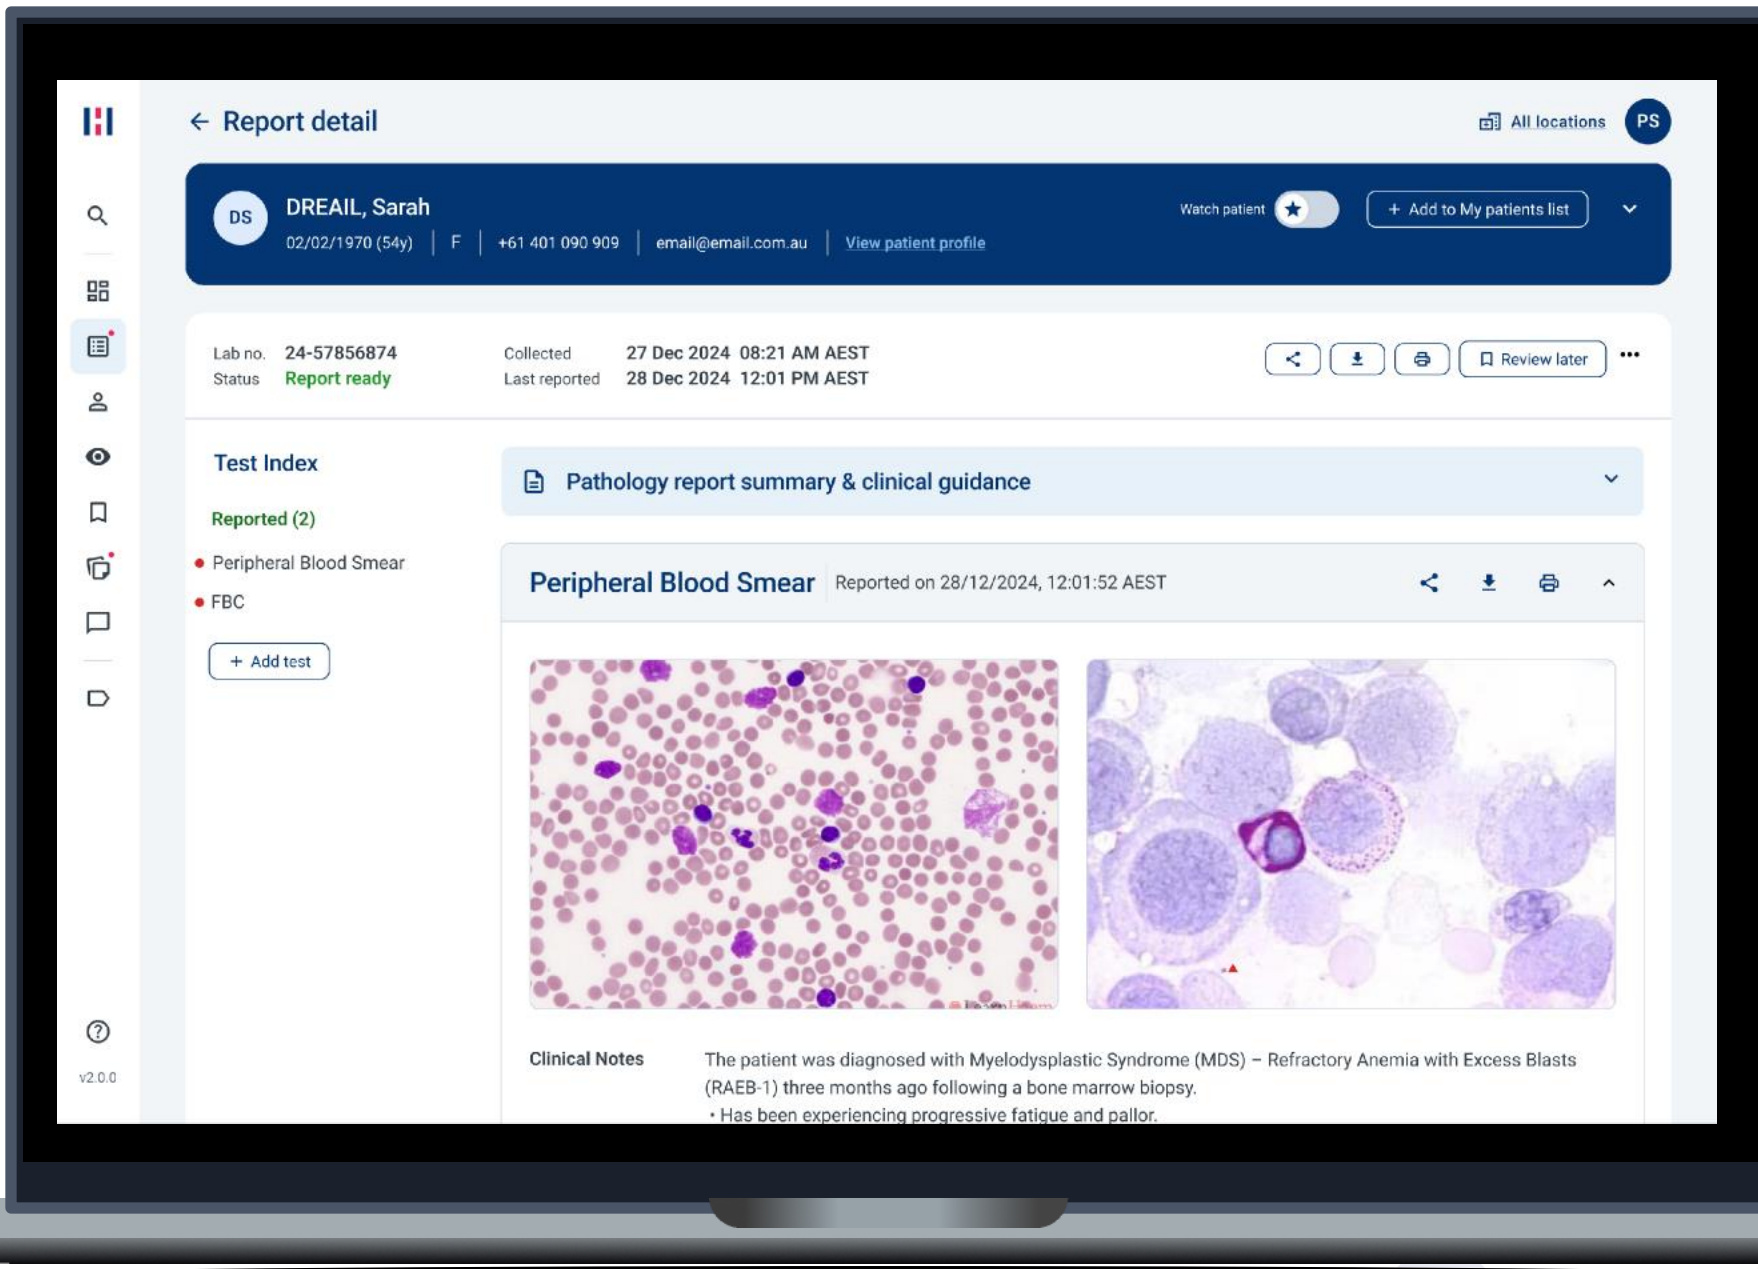 ← Report detail
All locations
PS
DS
DREAIL, Sarah
Watch patient
+ Add to My patients list
02/02/1970 (54y) | F | +61 401 090 909 | email@email.com.au | View patient profile
Lab no. 24-57856874
Collected 27 Dec 2024 08:21 AM AEST
Status Report ready
Last reported 28 Dec 2024 12:01 PM AEST
Review later
Test Index
Reported (2)
• Peripheral Blood Smear
• FBC
+ Add test
Pathology report summary & clinical guidance
Peripheral Blood Smear | Reported on 28/12/2024, 12:01:52 AEST
LearnHaem
Clinical Notes
The patient was diagnosed with Myelodysplastic Syndrome (MDS) – Refractory Anemia with Excess Blasts
(RAEB-1) three months ago following a bone marrow biopsy.
• Has been experiencing progressive fatigue and pallor.
v2.0.0